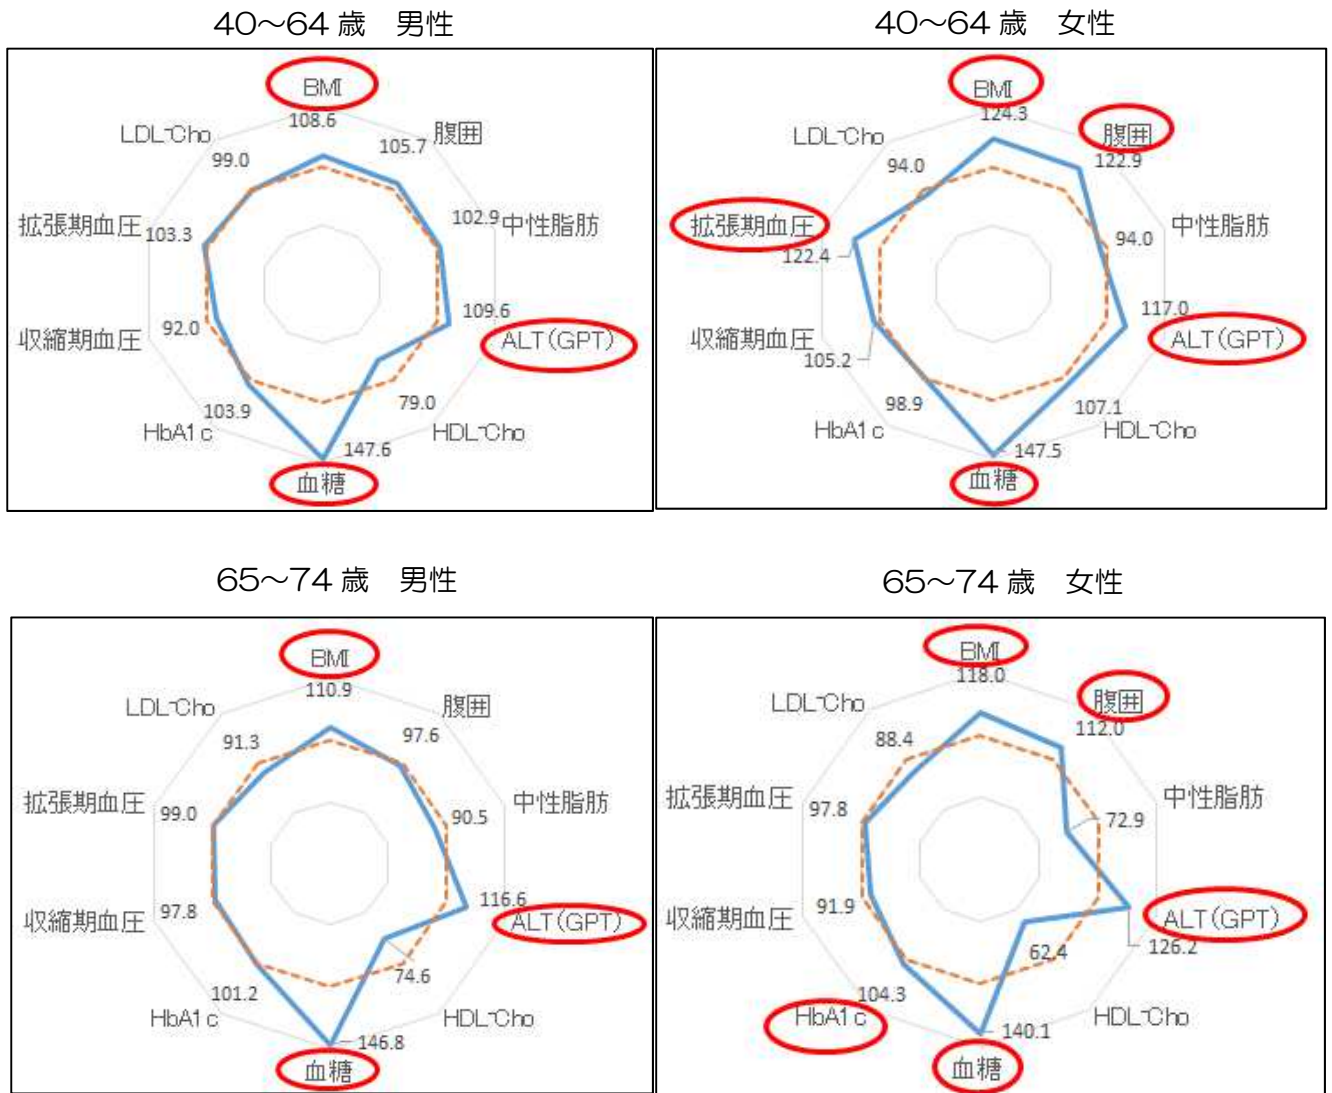 40～64 歳　男性
BMI
108.6
腹囲
105.7
中性脂肪
102.9
ALT(GPT)
109.6
HDL-Cho
79.0
血糖
147.6
HbA1c
103.9
収縮期血圧
92.0
拡張期血圧
103.3
LDL-Cho
99.0
40～64 歳　女性
BMI
124.3
腹囲
122.9
中性脂肪
94.0
ALT(GPT)
117.0
HDL-Cho
107.1
血糖
147.5
HbA1c
98.9
収縮期血圧
105.2
拡張期血圧
122.4
LDL-Cho
94.0
65～74 歳　男性
BMI
110.9
腹囲
97.6
中性脂肪
90.5
ALT(GPT)
116.6
HDL-Cho
74.6
血糖
146.8
HbA1c
101.2
収縮期血圧
97.8
拡張期血圧
99.0
LDL-Cho
91.3
65～74 歳　女性
BMI
118.0
腹囲
112.0
中性脂肪
72.9
ALT(GPT)
126.2
HDL-Cho
62.4
血糖
140.1
HbA1c
104.3
収縮期血圧
91.9
拡張期血圧
97.8
LDL-Cho
88.4